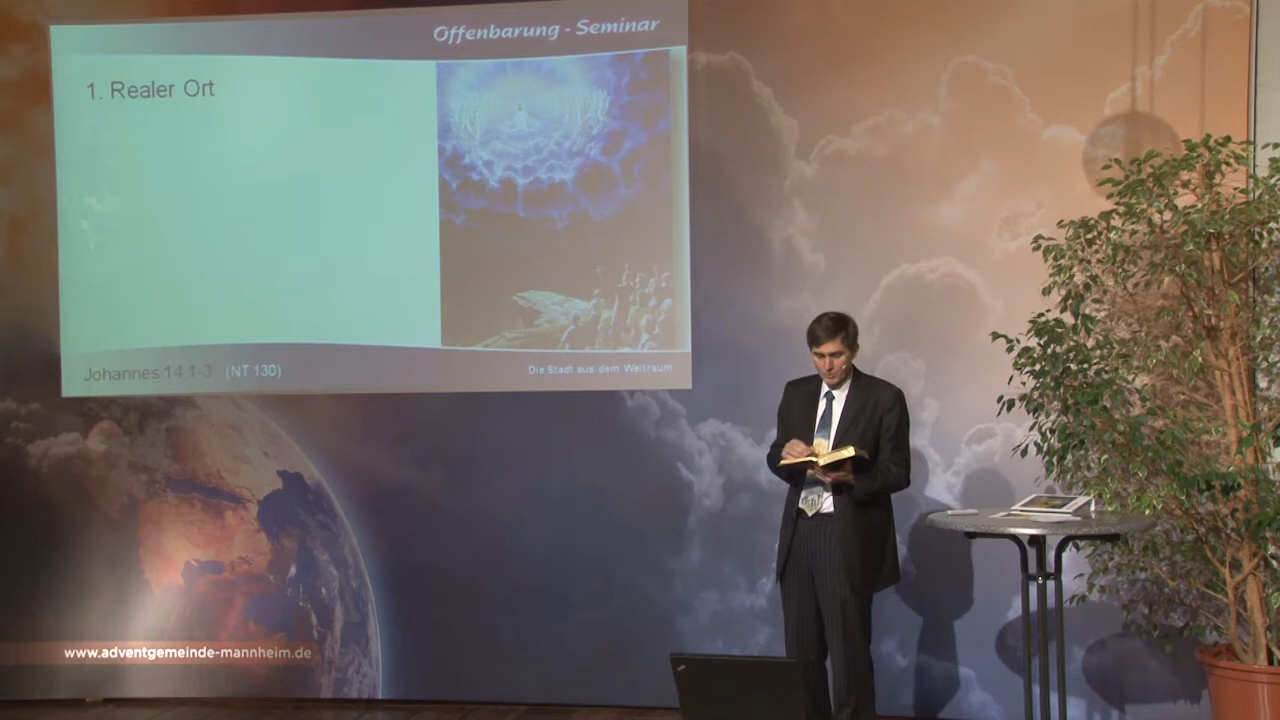 Offenbarung - Seminar
1. Realer Ort
Johannes 14,1-3 (NT 130)
Die Stadt aus dem Weltraum
www.adventgemeinde-mannheim.de